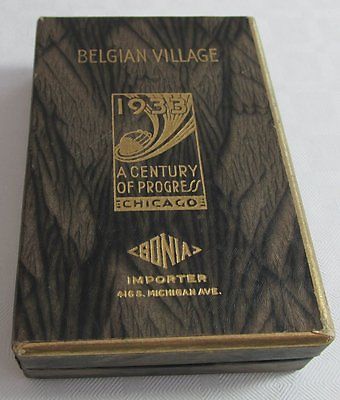 BELGIAN VILLAGE
1933
A CENTURY
OF PROGRESS
CHICAGO
BONIA
IMPORTER
416 S. MICHIGAN AVE.